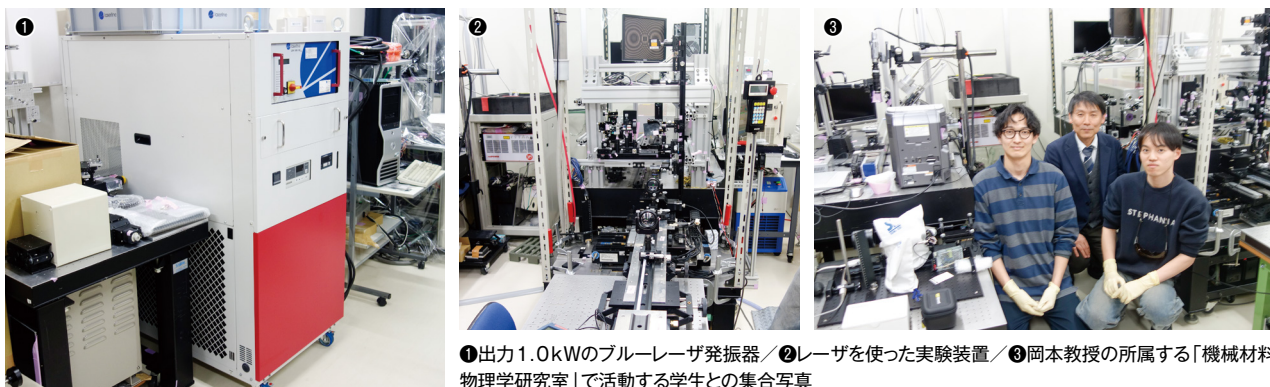 ❶
❷
❸
STEPHANIA
❶出力1.0kWのブルーレーザ発振器／❷レーザを使った実験装置／❸岡本教授の所属する「機械材料
物理学研究室」で活動する学生との集合写真